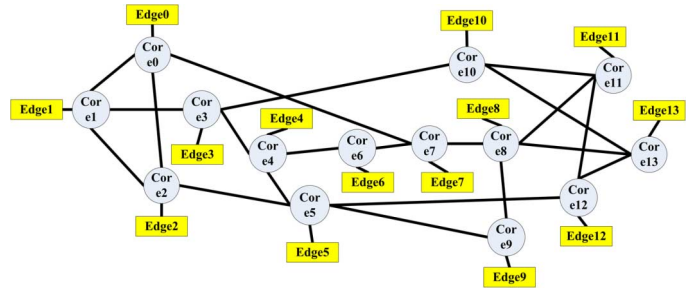 Edge0
Edge10
Edge11
Cor
e0
Cor
e10
Cor
e11
Edge1
Cor
e1
Cor
e3
Edge4
Edge8
Edge13
Edge3
Cor
e4
Cor
e6
Cor
e7
Cor
e8
Cor
e13
Edge6
Edge7
Cor
e2
Cor
e5
Cor
e12
Edge2
Edge5
Cor
e9
Edge12
Edge9